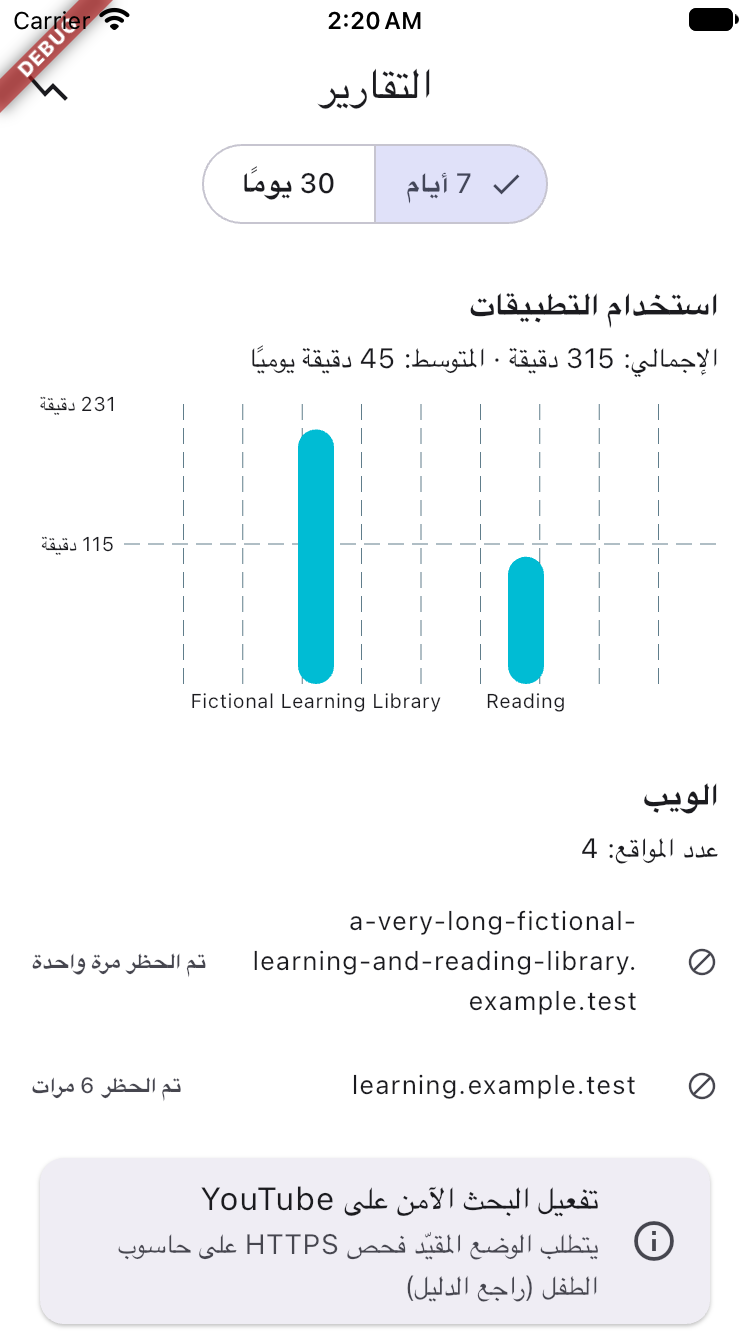 Carrier
2:20 AM
DEBUG
التقارير
7 أيام
30 يومًا
استخدام التطبيقات
الإجمالي: 315 دقيقة · المتوسط: 45 دقيقة يوميًا
231 دقيقة
115 دقيقة
Fictional Learning Library
Reading
الويب
عدد المواقع: 4
a-very-long-fictional-
learning-and-reading-library.
example.test
تم الحظر مرة واحدة
learning.example.test
تم الحظر 6 مرات
تفعيل البحث الآمن على YouTube
يتطلب الوضع المقيّد فحص HTTPS على حاسوب
الطفل (راجع الدليل)